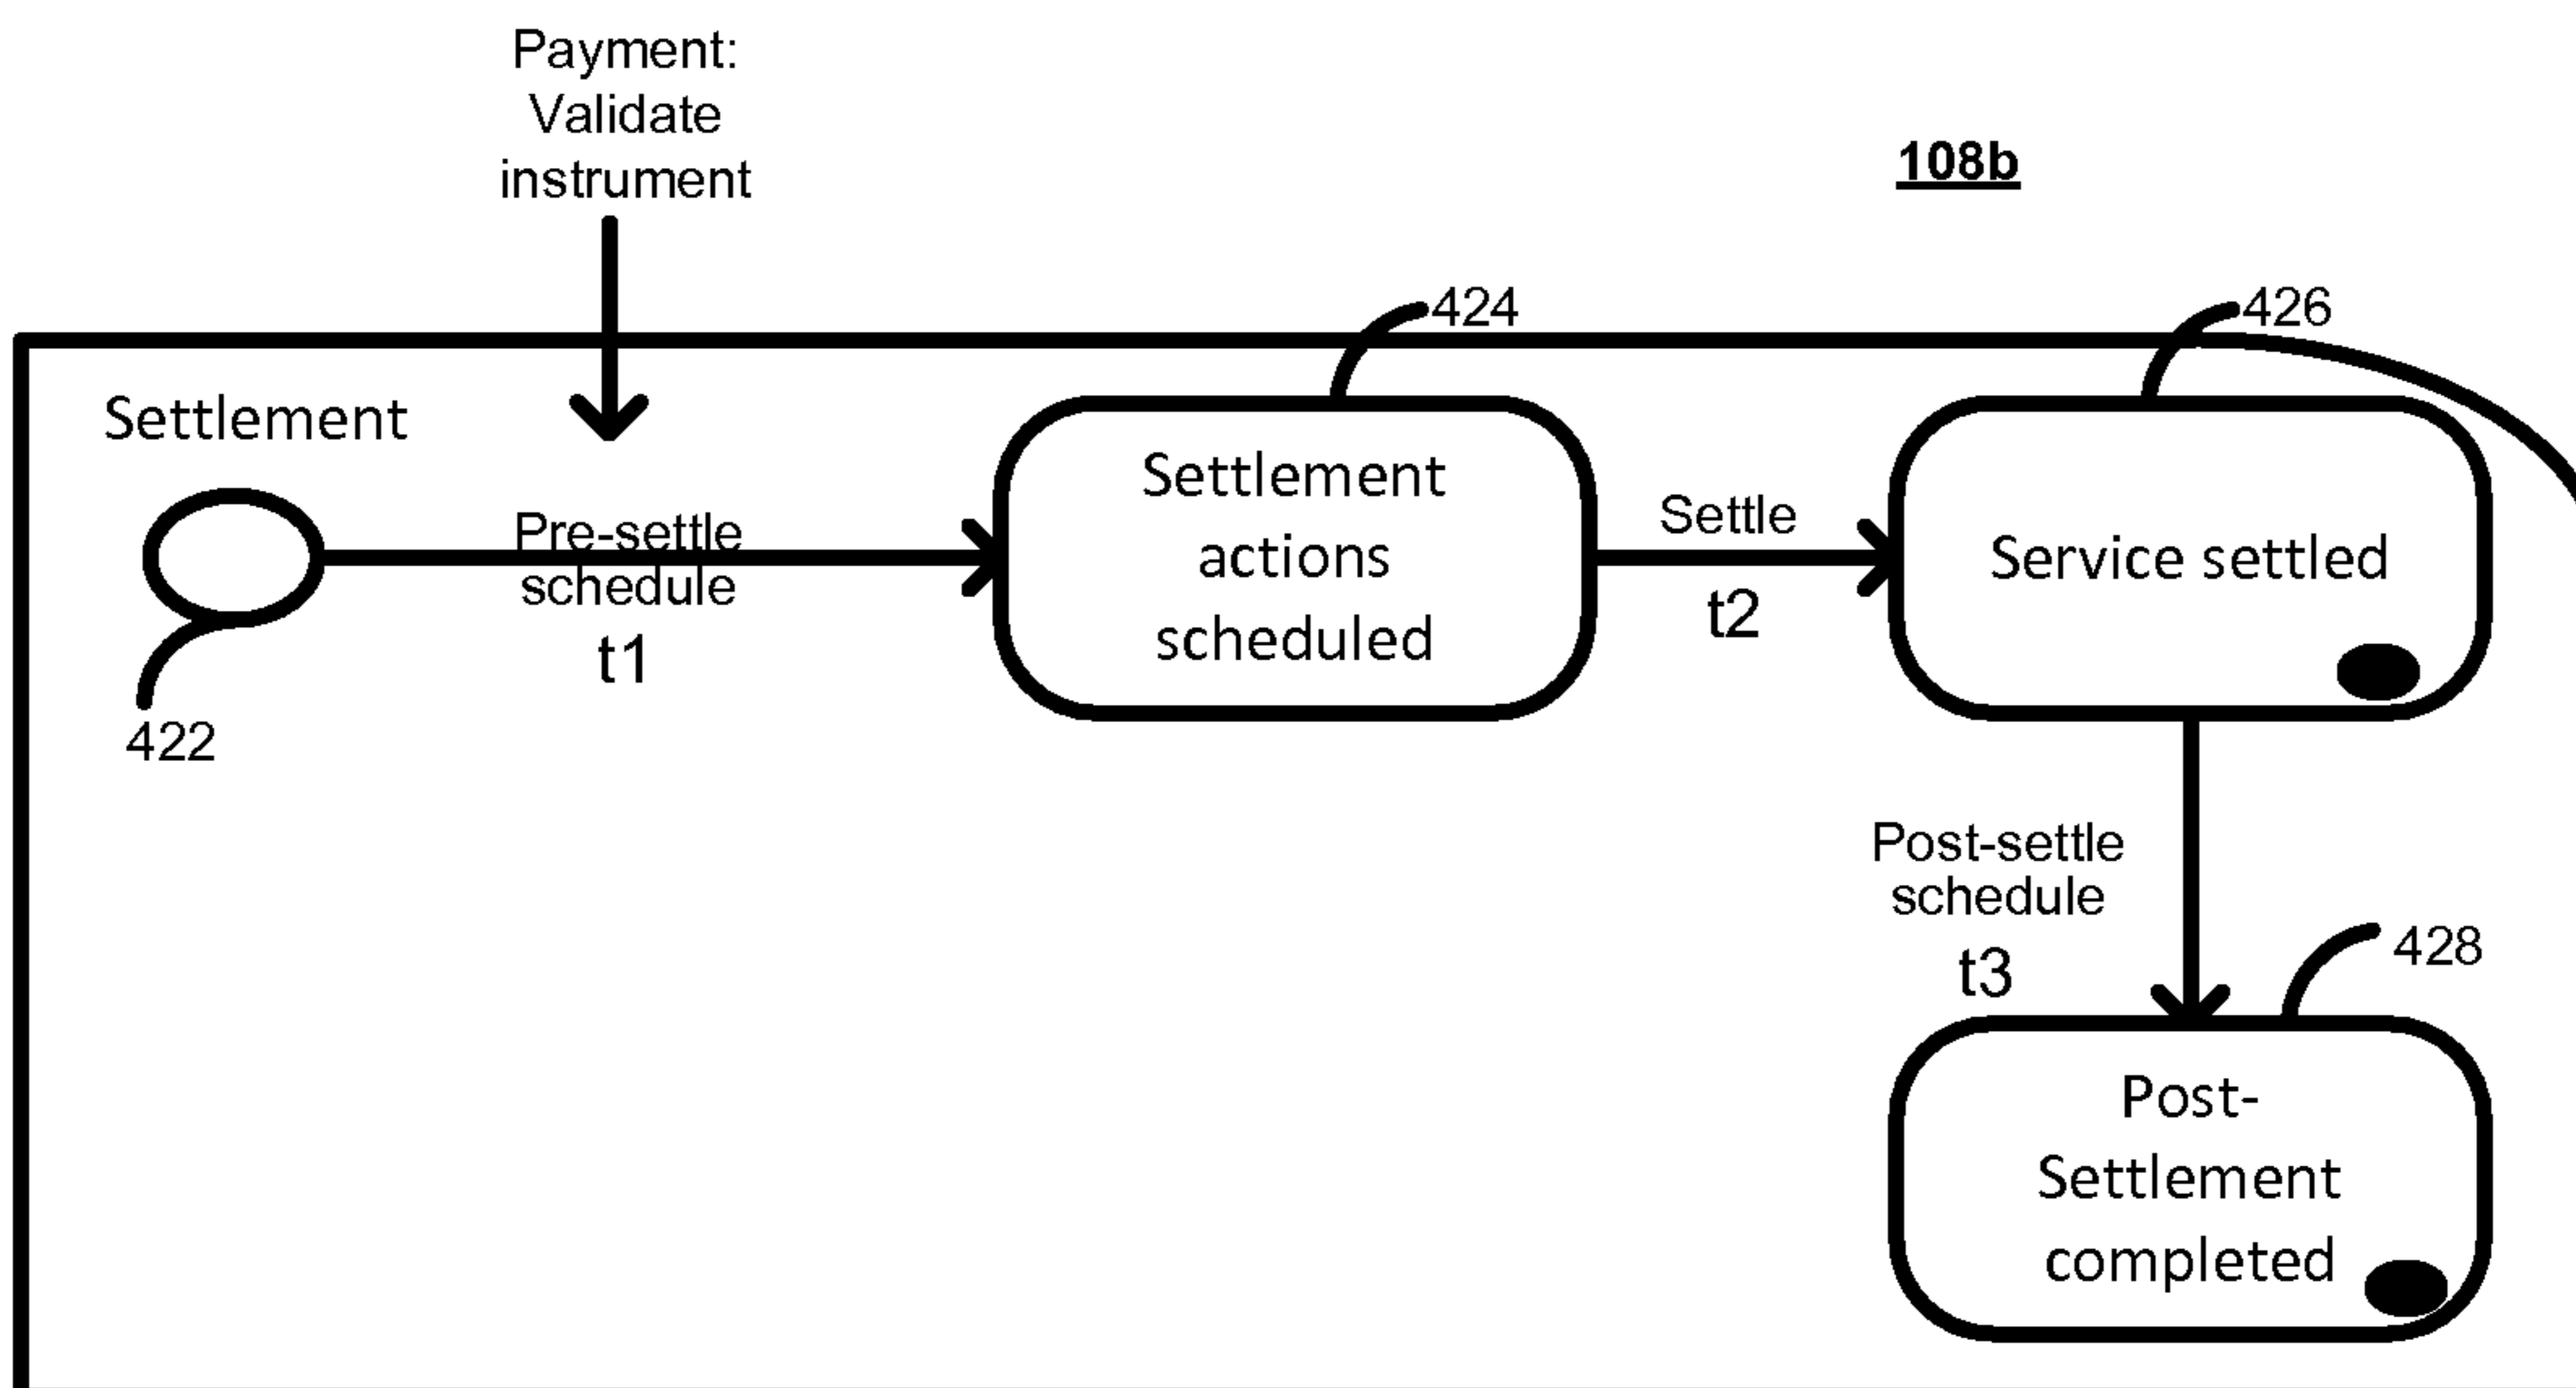 Payment:
Validate
instrument
108b
424
426
Settlement
Pre-settle
schedule
t1
422
Settlement
actions
scheduled
Settle
t2
Service settled
Post-settle
schedule
t3
428
Post-
Settlement
completed